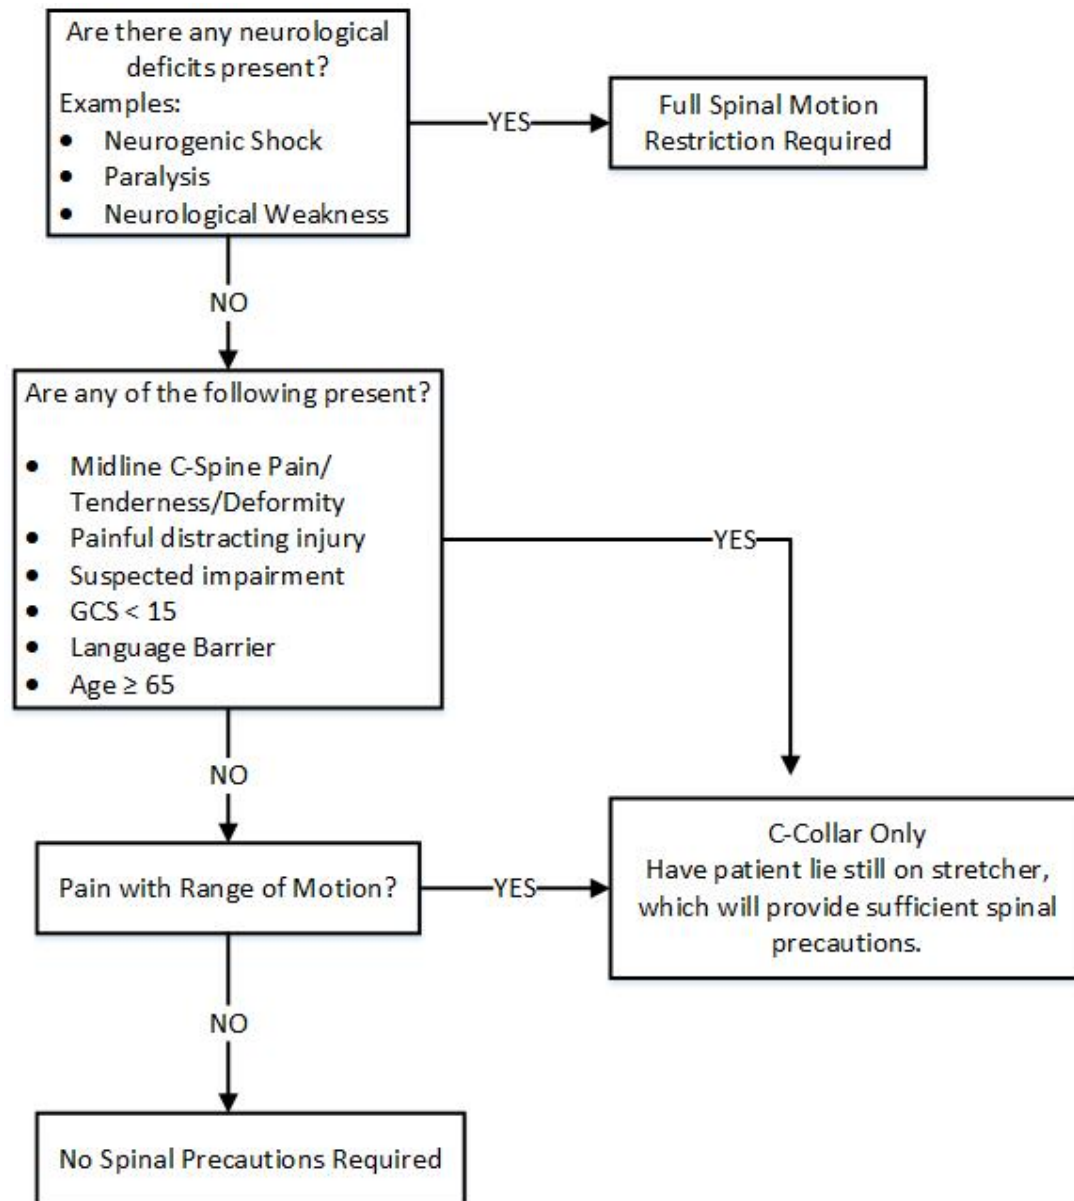 Are there any neurological
deficits present?
Examples:
• Neurogenic Shock
• Paralysis
• Neurological Weakness
YES
Full Spinal Motion
Restriction Required
NO
Are any of the following present?
• Midline C-Spine Pain/
Tenderness/Deformity
• Painful distracting injury
• Suspected impairment
• GCS < 15
• Language Barrier
• Age ≥ 65
YES
NO
Pain with Range of Motion?
YES
C-Collar Only
Have patient lie still on stretcher,
which will provide sufficient spinal
precautions.
NO
No Spinal Precautions Required